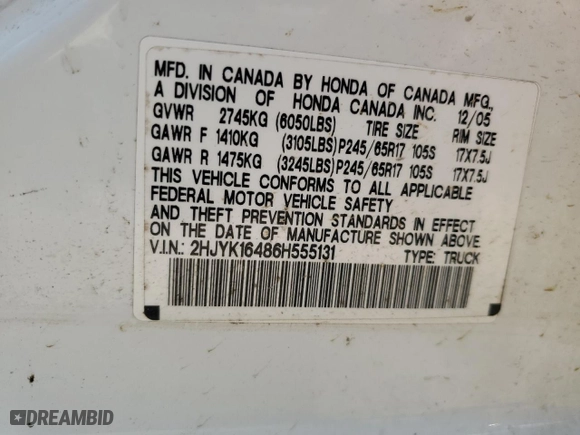 MFD. IN CANADA BY HONDA OF CANADA MFG.,
A DIVISION OF HONDA CANADA INC. 12/05
GVWR 2745KG (6050LBS) TIRE SIZE RIM SIZE
GAWR F 1410KG (3105LBS) P245/65R17 105S 17X7.5J
GAWR R 1475KG (3245LBS) P245/65R17 105S 17X7.5J
THIS VEHICLE CONFORMS TO ALL APPLICABLE
FEDERAL MOTOR VEHICLE SAFETY
AND THEFT PREVENTION STANDARDS IN EFFECT
ON THE DATE OF MANUFACTURE SHOWN ABOVE
V.I.N.: 2HJYK16486H555131 TYPE: TRUCK
DREAMBID